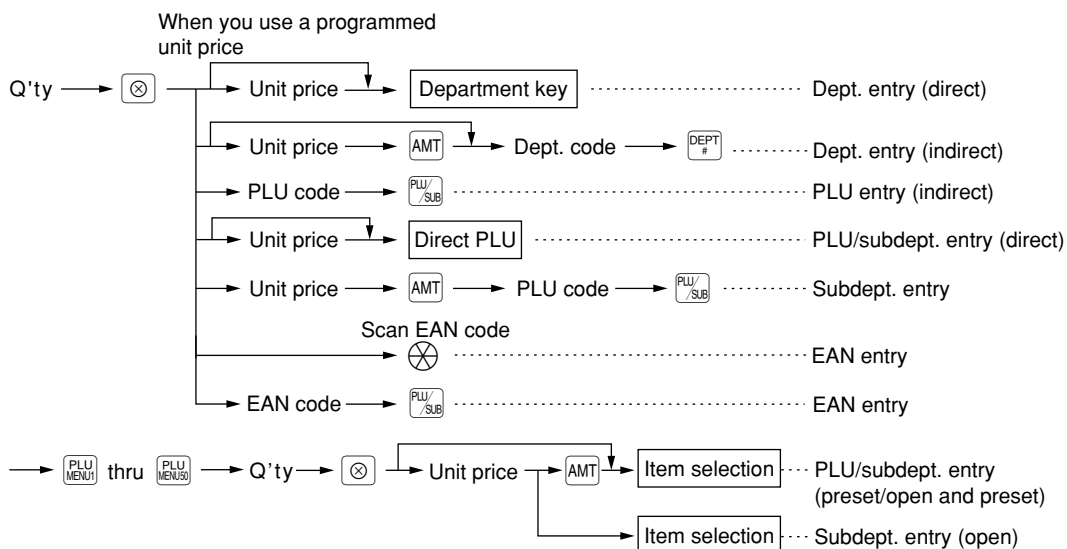 When you use a programmed
unit price
Q'ty ⊗ Unit price Department key Dept. entry (direct)
Unit price AMT Dept. code DEPT # Dept. entry (indirect)
PLU code PLU/SUB PLU entry (indirect)
Unit price Direct PLU PLU/subdept. entry (direct)
Unit price AMT PLU code PLU/SUB Subdept. entry
Scan EAN code
EAN entry
EAN code PLU/SUB EAN entry
PLU MENU1 thru PLU MENU50 Q'ty ⊗ Unit price AMT Item selection PLU/subdept. entry
(preset/open and preset)
Item selection Subdept. entry (open)